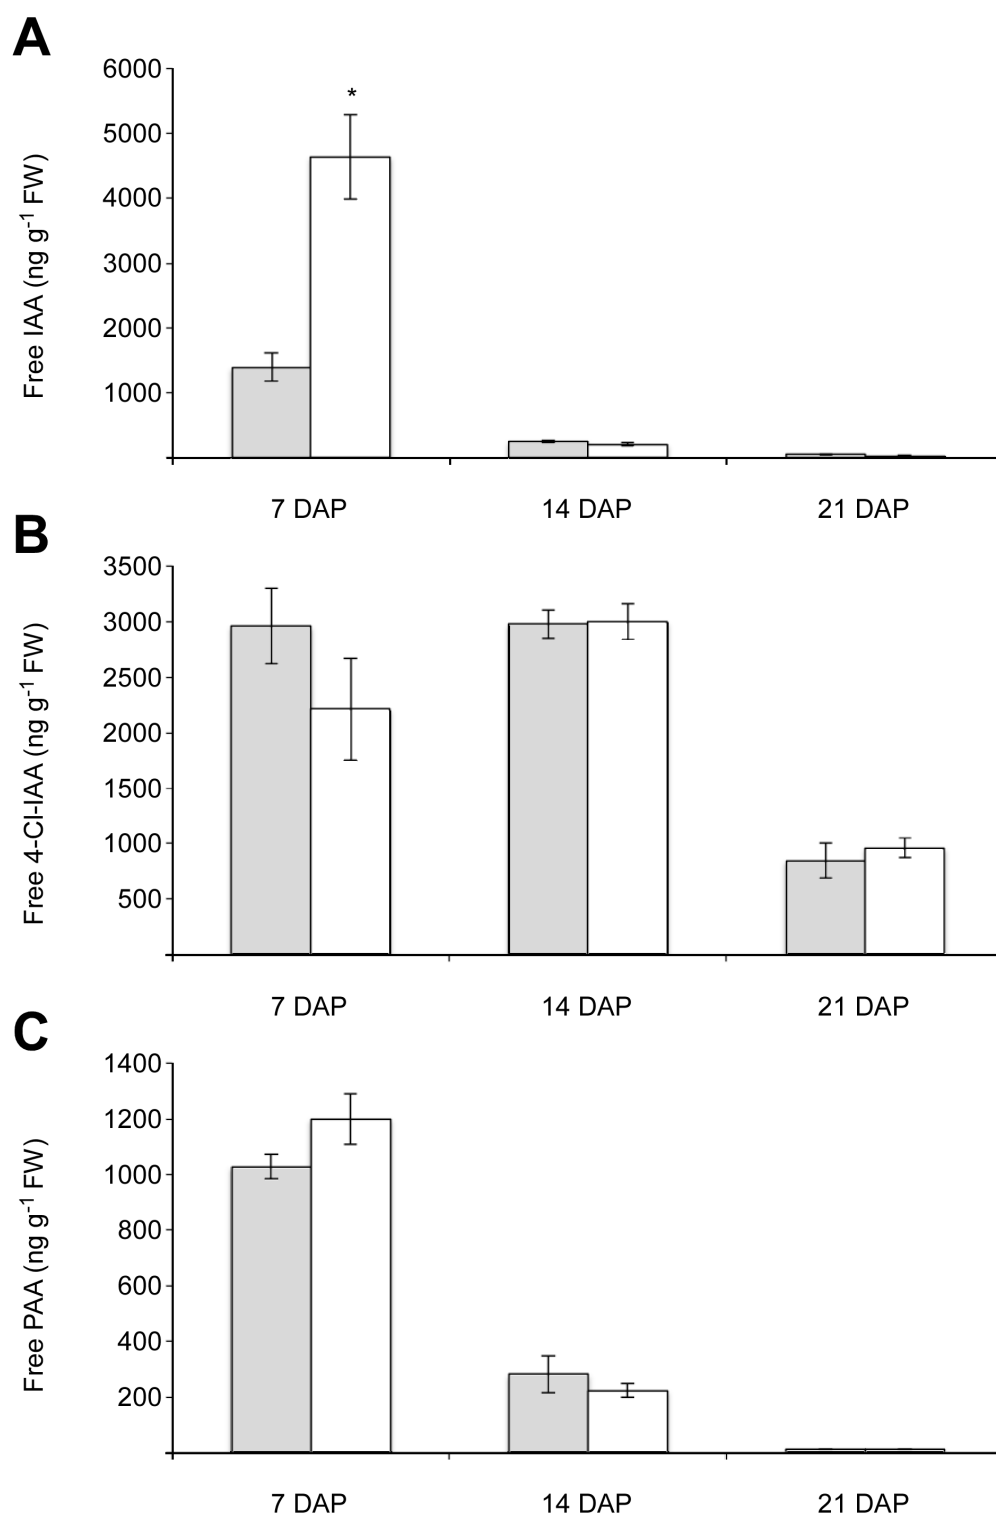 A
Free IAA (ng g⁻¹ FW)
6000
5000
4000
3000
2000
1000
*
7 DAP 14 DAP 21 DAP
B
Free 4-Cl-IAA (ng g⁻¹ FW)
3500
3000
2500
2000
1500
1000
500
7 DAP 14 DAP 21 DAP
C
Free PAA (ng g⁻¹ FW)
1400
1200
1000
800
600
400
200
7 DAP 14 DAP 21 DAP